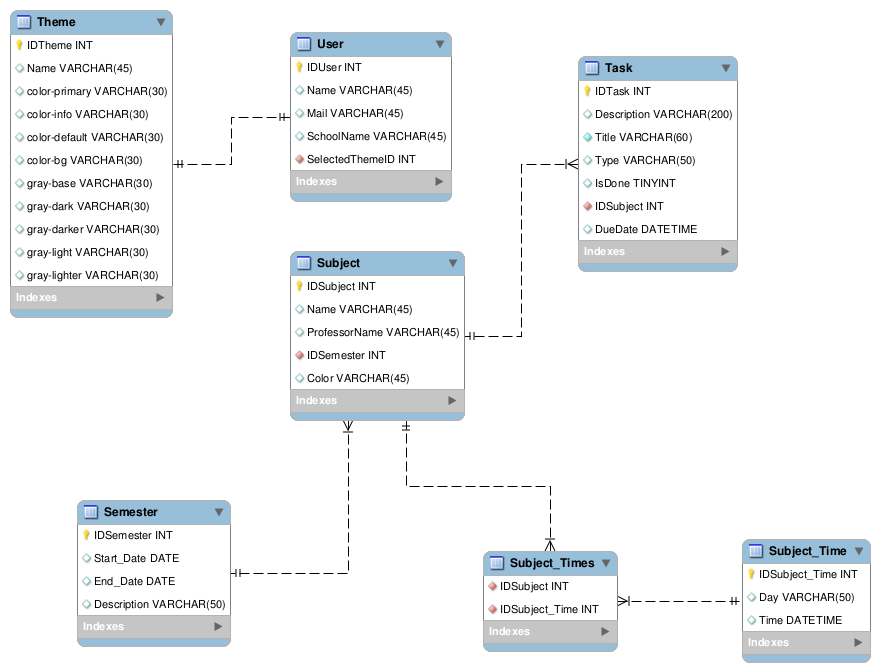 Theme
IDTheme INT
Name VARCHAR(45)
color-primary VARCHAR(30)
color-info VARCHAR(30)
color-default VARCHAR(30)
color-bg VARCHAR(30)
gray-base VARCHAR(30)
gray-dark VARCHAR(30)
gray-darker VARCHAR(30)
gray-light VARCHAR(30)
gray-lighter VARCHAR(30)
Indexes
User
IDUser INT
Name VARCHAR(45)
Mail VARCHAR(45)
SchoolName VARCHAR(45)
SelectedThemeID INT
Indexes
Task
IDTask INT
Description VARCHAR(200)
Title VARCHAR(60)
Type VARCHAR(50)
IsDone TINYINT
IDSubject INT
DueDate DATETIME
Indexes
Subject
IDSubject INT
Name VARCHAR(45)
ProfessorName VARCHAR(45)
IDSemester INT
Color VARCHAR(45)
Indexes
Semester
IDSemester INT
Start_Date DATE
End_Date DATE
Description VARCHAR(50)
Indexes
Subject_Times
IDSubject INT
IDSubject_Time INT
Indexes
Subject_Time
IDSubject_Time INT
Day VARCHAR(50)
Time DATETIME
Indexes